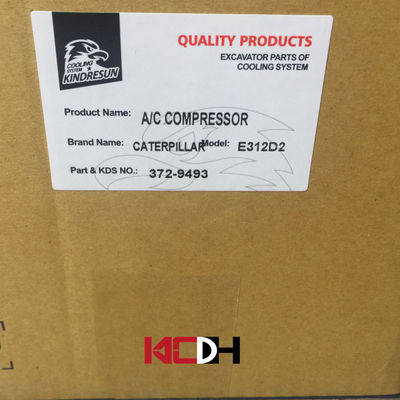 COOLING
SYSTEM
KINDRESUN
QUALITY PRODUCTS
EXCAVATOR PARTS OF
COOLING SYSTEM
Product Name: A/C COMPRESSOR
Brand Name: CATERPILLAR Model: E312D2
Part & KDS NO.: 372-9493
KCDH